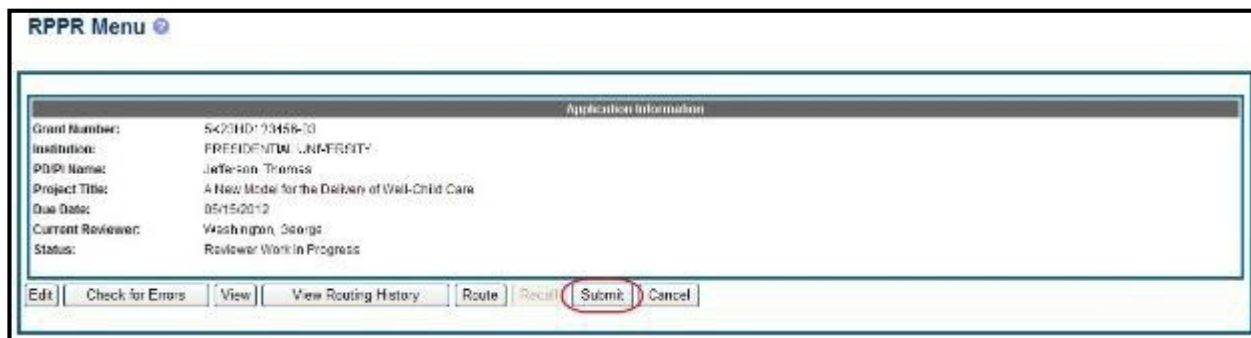 RPPR Menu
Application Information
Grant Number: 5K23HD123456-03
Institution: PRESIDENTIAL UNIVERSITY
PD/PI Name: Jefferson, Thomas
Project Title: A New Model for the Delivery of Well-Child Care
Due Date: 05/15/2012
Current Reviewer: Washington, George
Status: Reviewer Work in Progress
Edit Check for Errors View View Routing History Route Recall Submit Cancel